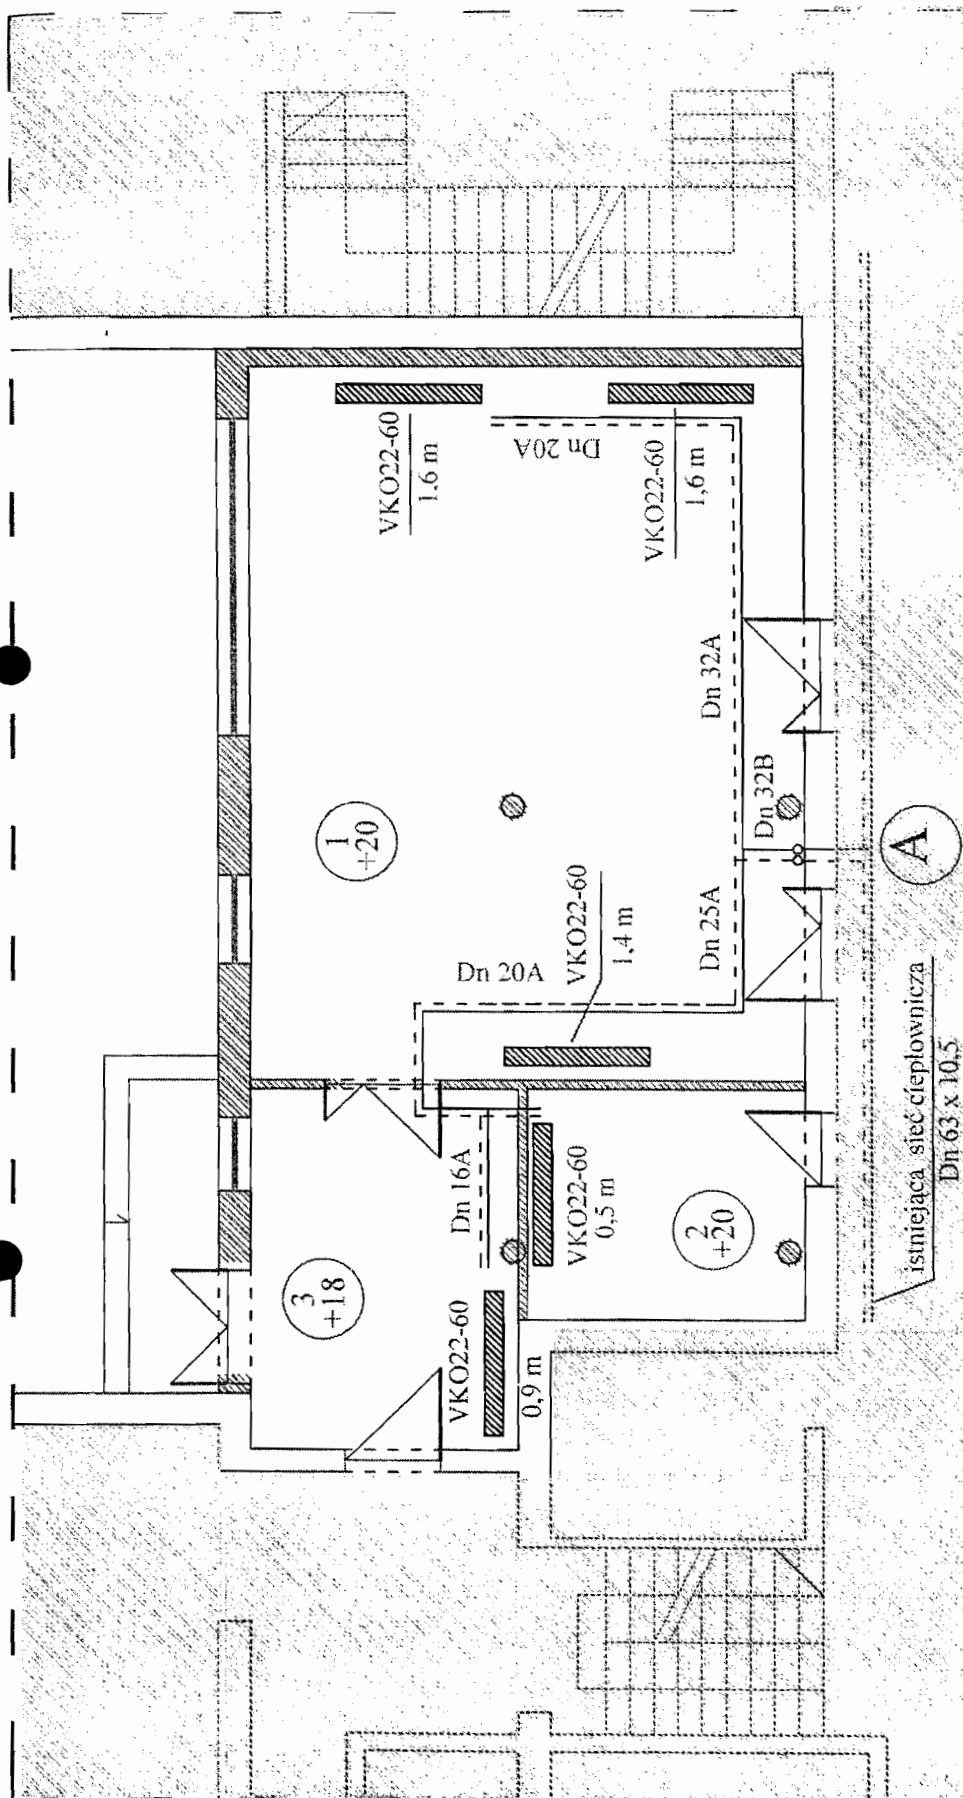 3
+18
VKO22-60
0,9 m
Dn 16A
VKO22-60
0,5 m
2
+20
Dn 20A
VKO22-60
1,4 m
1
+20
Dn 25A
Dn 32B
Dn 32A
VKO22-60
1,6 m
Dn 20A
VKO22-60
1,6 m
A
istniejąca sieć ciepłownicza
Dn 63 x 10,5